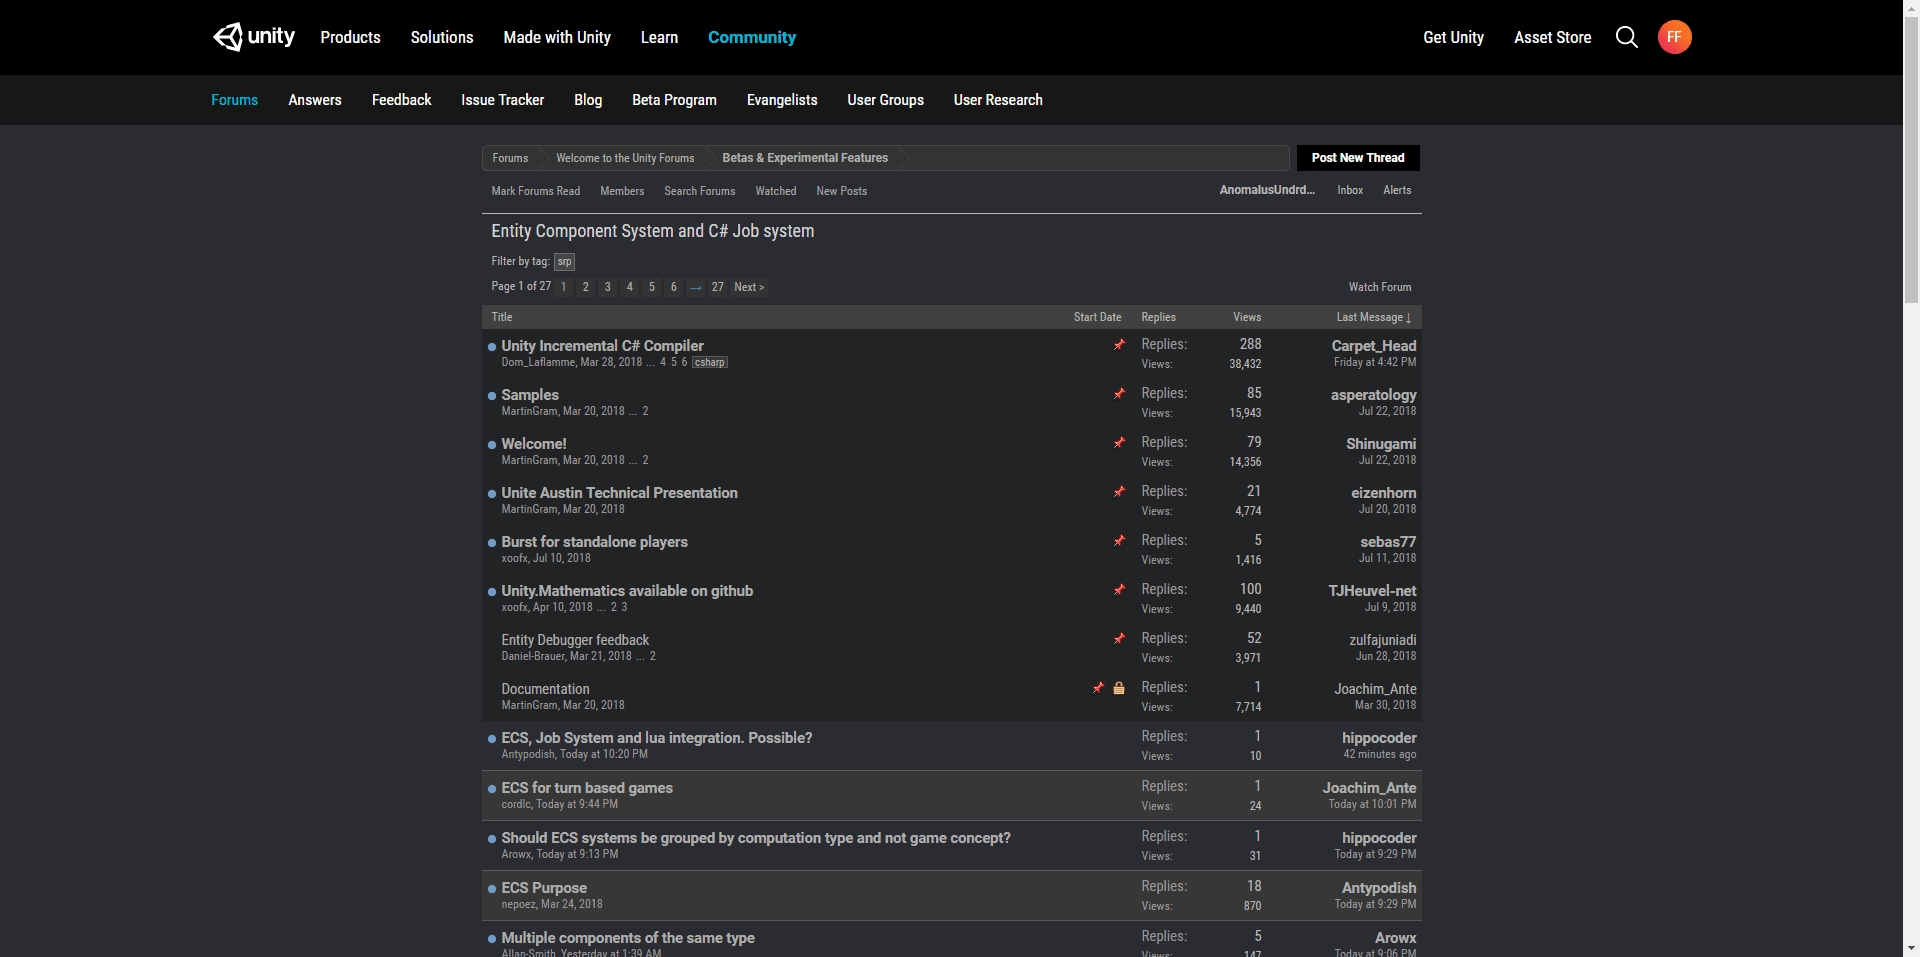 unity Products Solutions Made with Unity Learn Community Get Unity Asset Store FF
Forums Answers Feedback Issue Tracker Blog Beta Program Evangelists User Groups User Research
Forums Welcome to the Unity Forums Betas & Experimental Features Post New Thread
Mark Forums Read Members Search Forums Watched New Posts AnomalusUndrd... Inbox Alerts
Entity Component System and C# Job system
Filter by tag: srp
Page 1 of 27 1 2 3 4 5 6 → 27 Next > Watch Forum
Title Start Date Replies Views Last Message ↓
Unity Incremental C# Compiler Replies: 288 Carpet_Head
Dom_Laflamme, Mar 28, 2018 ... 4 5 6 csharp Views: 38,432 Friday at 4:42 PM
Samples Replies: 85 asperatology
MartinGram, Mar 20, 2018 ... 2 Views: 15,943 Jul 22, 2018
Welcome! Replies: 79 Shinugami
MartinGram, Mar 20, 2018 ... 2 Views: 14,356 Jul 22, 2018
Unite Austin Technical Presentation Replies: 21 eizenhorn
MartinGram, Mar 20, 2018 Views: 4,774 Jul 20, 2018
Burst for standalone players Replies: 5 sebas77
xoofx, Jul 10, 2018 Views: 1,416 Jul 11, 2018
Unity.Mathematics available on github Replies: 100 TJHeuvel-net
xoofx, Apr 10, 2018 ... 2 3 Views: 9,440 Jul 9, 2018
Entity Debugger feedback Replies: 52 zulfajuniadi
Daniel-Brauer, Mar 21, 2018 ... 2 Views: 3,971 Jun 28, 2018
Documentation Replies: 1 Joachim_Ante
MartinGram, Mar 20, 2018 Views: 7,714 Mar 30, 2018
ECS, Job System and lua integration. Possible? Replies: 1 hippocoder
Antypodish, Today at 10:20 PM Views: 10 42 minutes ago
ECS for turn based games Replies: 1 Joachim_Ante
cordlc, Today at 9:44 PM Views: 24 Today at 10:01 PM
Should ECS systems be grouped by computation type and not game concept? Replies: 1 hippocoder
Arowx, Today at 9:13 PM Views: 31 Today at 9:29 PM
ECS Purpose Replies: 18 Antypodish
nepoez, Mar 24, 2018 Views: 870 Today at 9:29 PM
Multiple components of the same type Replies: 5 Arowx
Allan-Smith, Yesterday at 1:39 AM Views: 147 Today at 9:06 PM